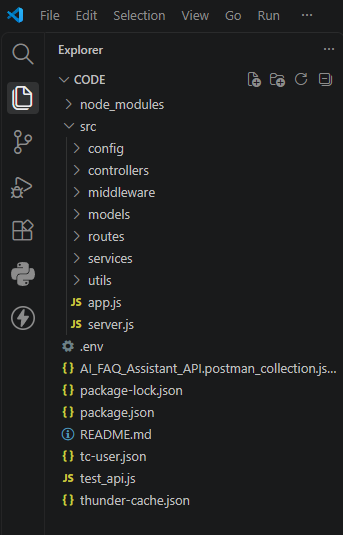 File Edit Selection View Go Run ···
Explorer ···
CODE
node_modules
src
config
controllers
middleware
models
routes
services
utils
JS app.js
JS server.js
.env
{} AI_FAQ_Assistant_API.postman_collection.js...
{} package-lock.json
{} package.json
README.md
{} tc-user.json
JS test_api.js
{} thunder-cache.json